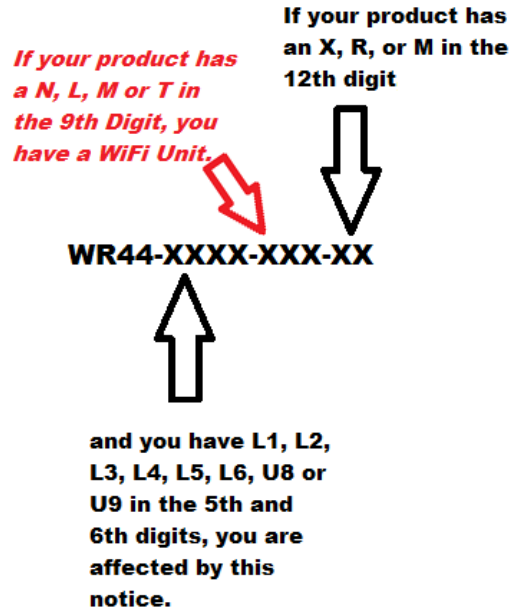 If your product has
an X, R, or M in the
12th digit
If your product has
a N, L, M or T in
the 9th Digit, you
have a WiFi Unit.
WR44-XXXX-XXX-XX
and you have L1, L2,
L3, L4, L5, L6, U8 or
U9 in the 5th and
6th digits, you are
affected by this
notice.